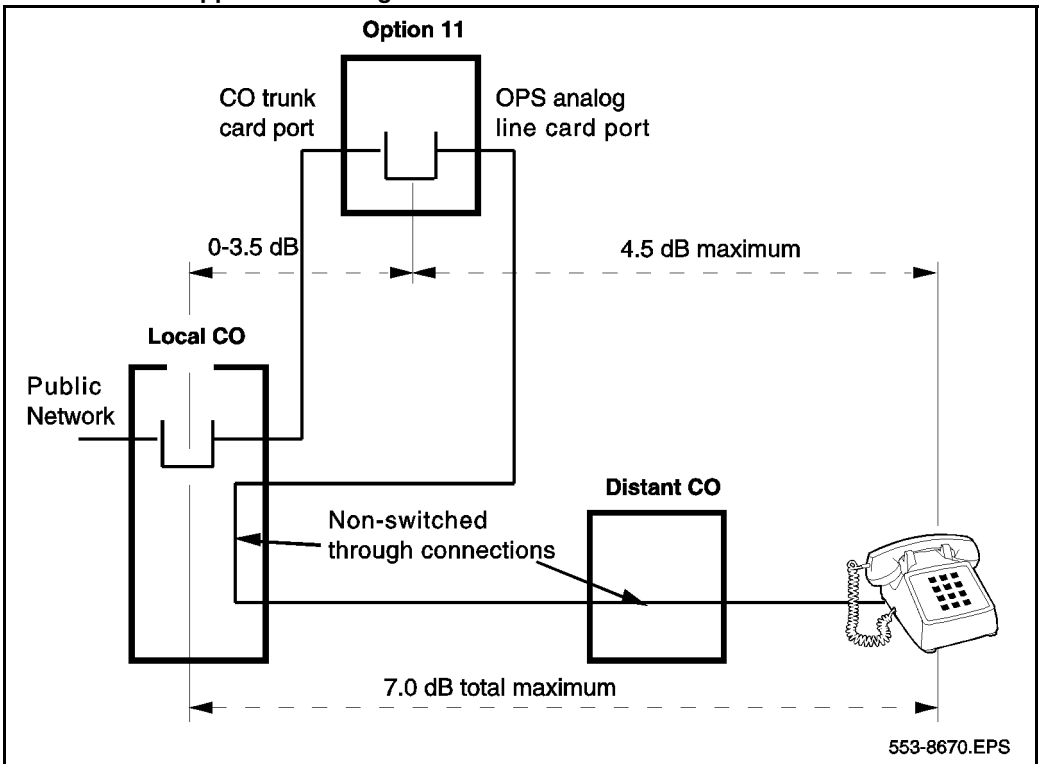 Option 11
CO trunk
card port
OPS analog
line card port
0-3.5 dB
4.5 dB maximum
Local CO
Public
Network
Distant CO
Non-switched
through connections
7.0 dB total maximum
553-8670.EPS